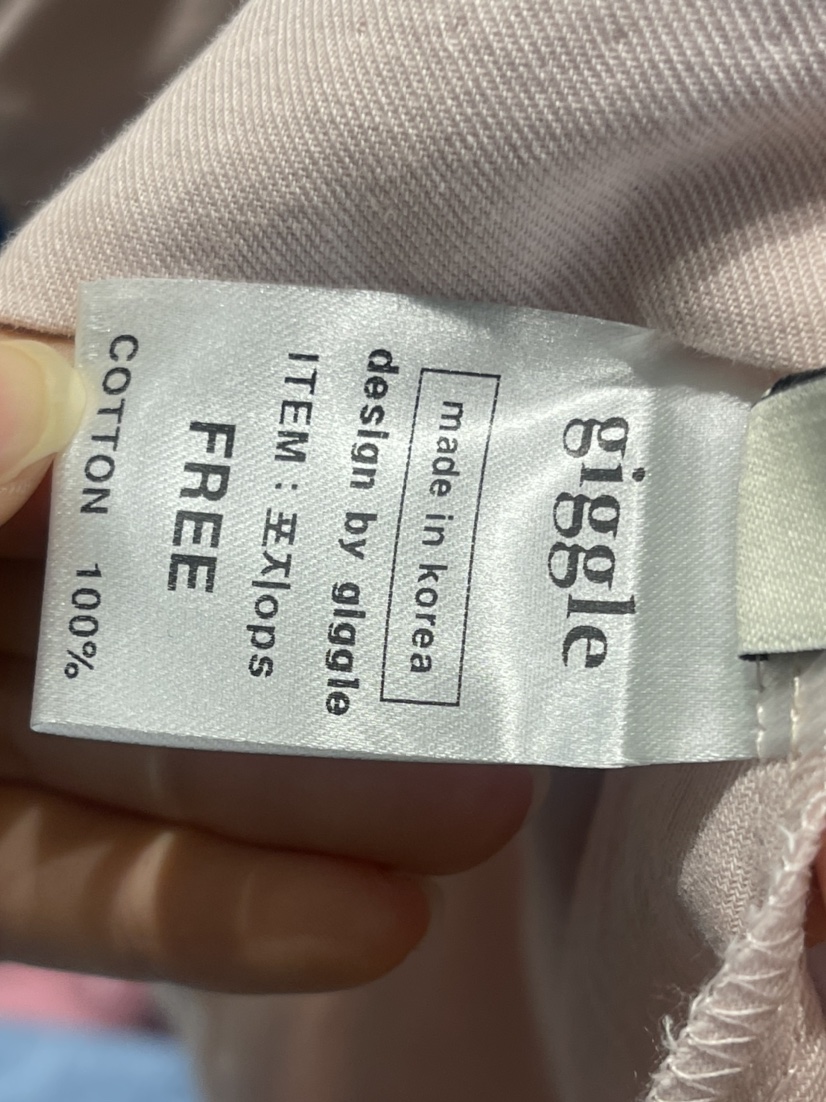 giggle
made in korea
design by giggle
ITEM : 포지ops
FREE
COTTON 100%